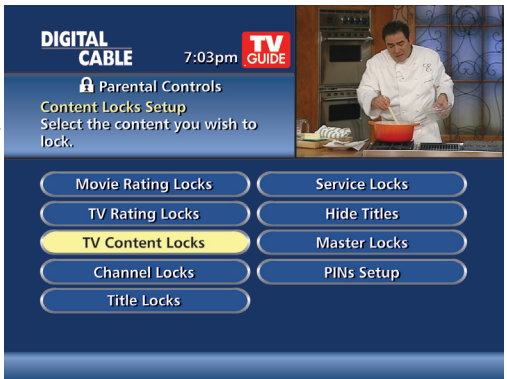 DIGITAL
CABLE
7:03pm
TV
GUIDE
Parental Controls
Content Locks Setup
Select the content you wish to
lock.
Movie Rating Locks
Service Locks
TV Rating Locks
Hide Titles
TV Content Locks
Master Locks
Channel Locks
PINs Setup
Title Locks